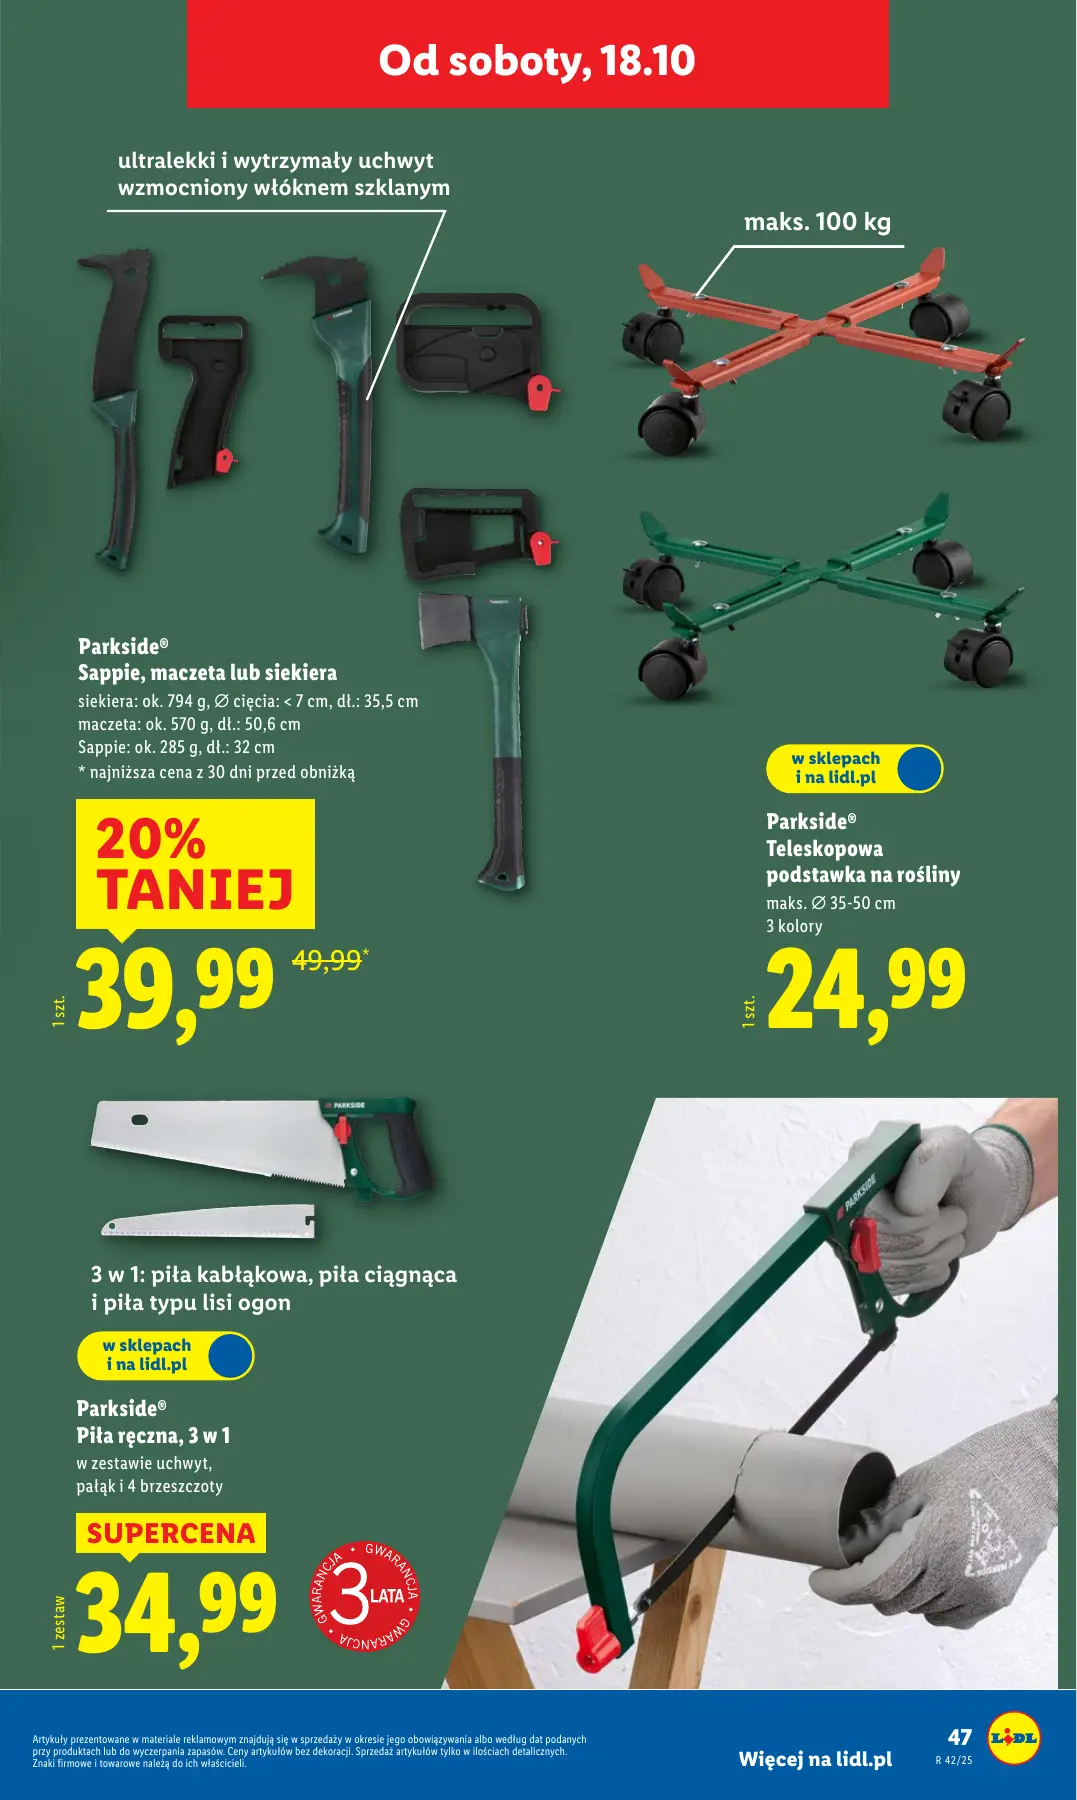 Od soboty, 18.10
ultralekki i wytrzymały uchwyt
wzmocniony włóknem szklanym
maks. 100 kg
Parkside®
Sappie, maczeta lub siekiera
siekiera: ok. 794 g, Ø cięcia: < 7 cm, dł.: 35,5 cm
maczeta: ok. 570 g, dł.: 50,6 cm
Sappie: ok. 285 g, dł.: 32 cm
* najniższa cena z 30 dni przed obniżką
20%
TANIEJ
1 szt.
39,99
49,99*
w sklepach
i na lidl.pl
Parkside®
Teleskopowa
podstawka na rośliny
maks. Ø 35-50 cm
3 kolory
1 szt.
24,99
PARKSIDE
3 w 1: piła kabłąkowa, piła ciągnąca
i piła typu lisi ogon
w sklepach
i na lidl.pl
Parkside®
Piła ręczna, 3 w 1
w zestawie uchwyt,
pałąk i 4 brzeszczoty
SUPERCENA
1 zestaw
34,99
GWARANCJA • GWARANCJA • GWARANCJA •
3 LATA
PARKSIDE
Artykuły prezentowane w materiale reklamowym znajdują się w sprzedaży w okresie jego obowiązywania albo według dat podanych
przy produktach lub do wyczerpania zapasów. Ceny artykułów bez dekoracji. Sprzedaż artykułów tylko w ilościach detalicznych.
Znaki firmowe i towarowe należą do ich właścicieli.
Więcej na lidl.pl
47
R 42/25
LIDL